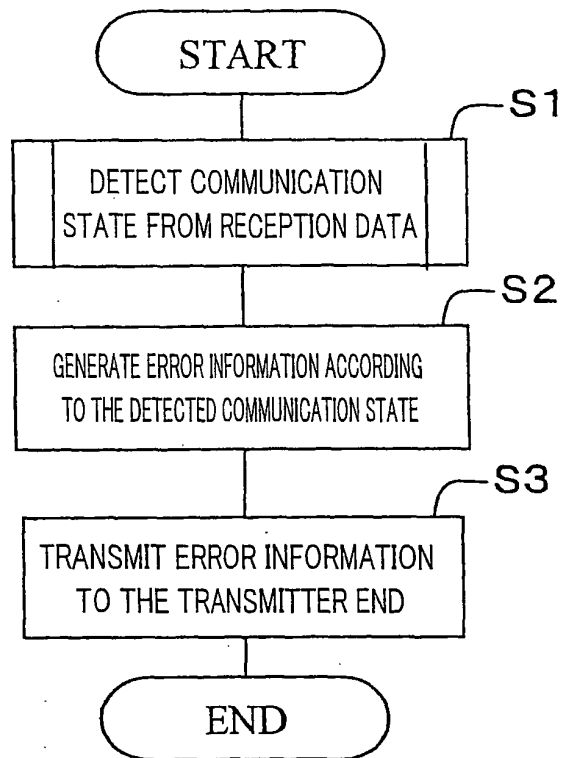 START
S1
DETECT COMMUNICATION
STATE FROM RECEPTION DATA
S2
GENERATE ERROR INFORMATION ACCORDING
TO THE DETECTED COMMUNICATION STATE
S3
TRANSMIT ERROR INFORMATION
TO THE TRANSMITTER END
END